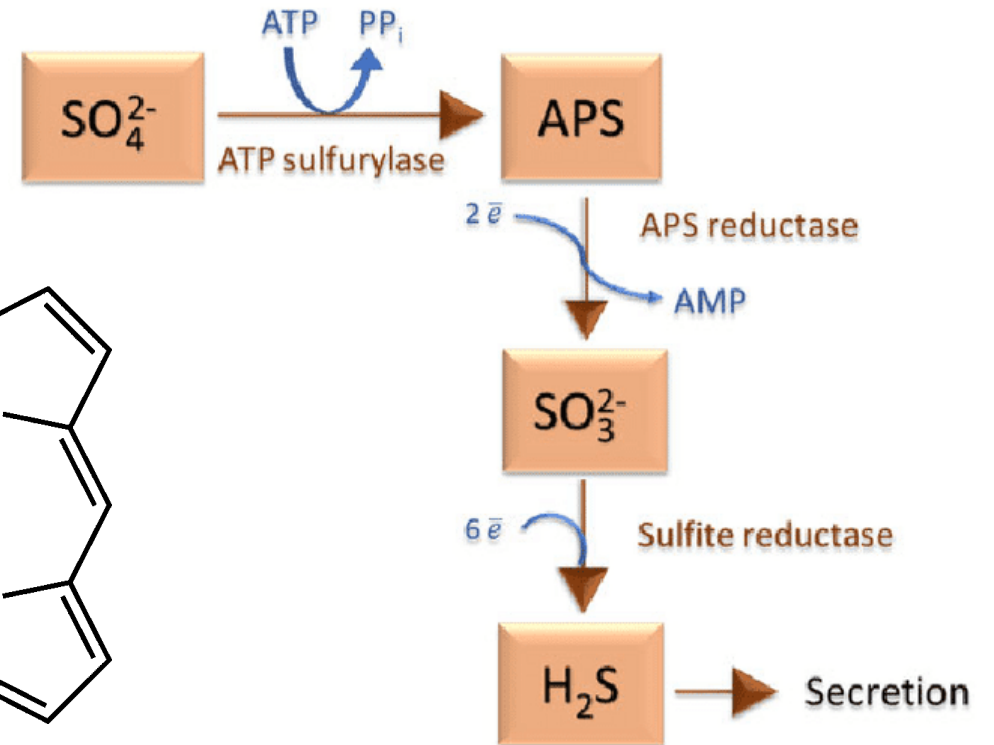 ATP PPᵢ
SO₄²⁻ APS
ATP sulfurylase
2 e̅ APS reductase
AMP
SO₃²⁻
6 e̅ Sulfite reductase
H₂S Secretion